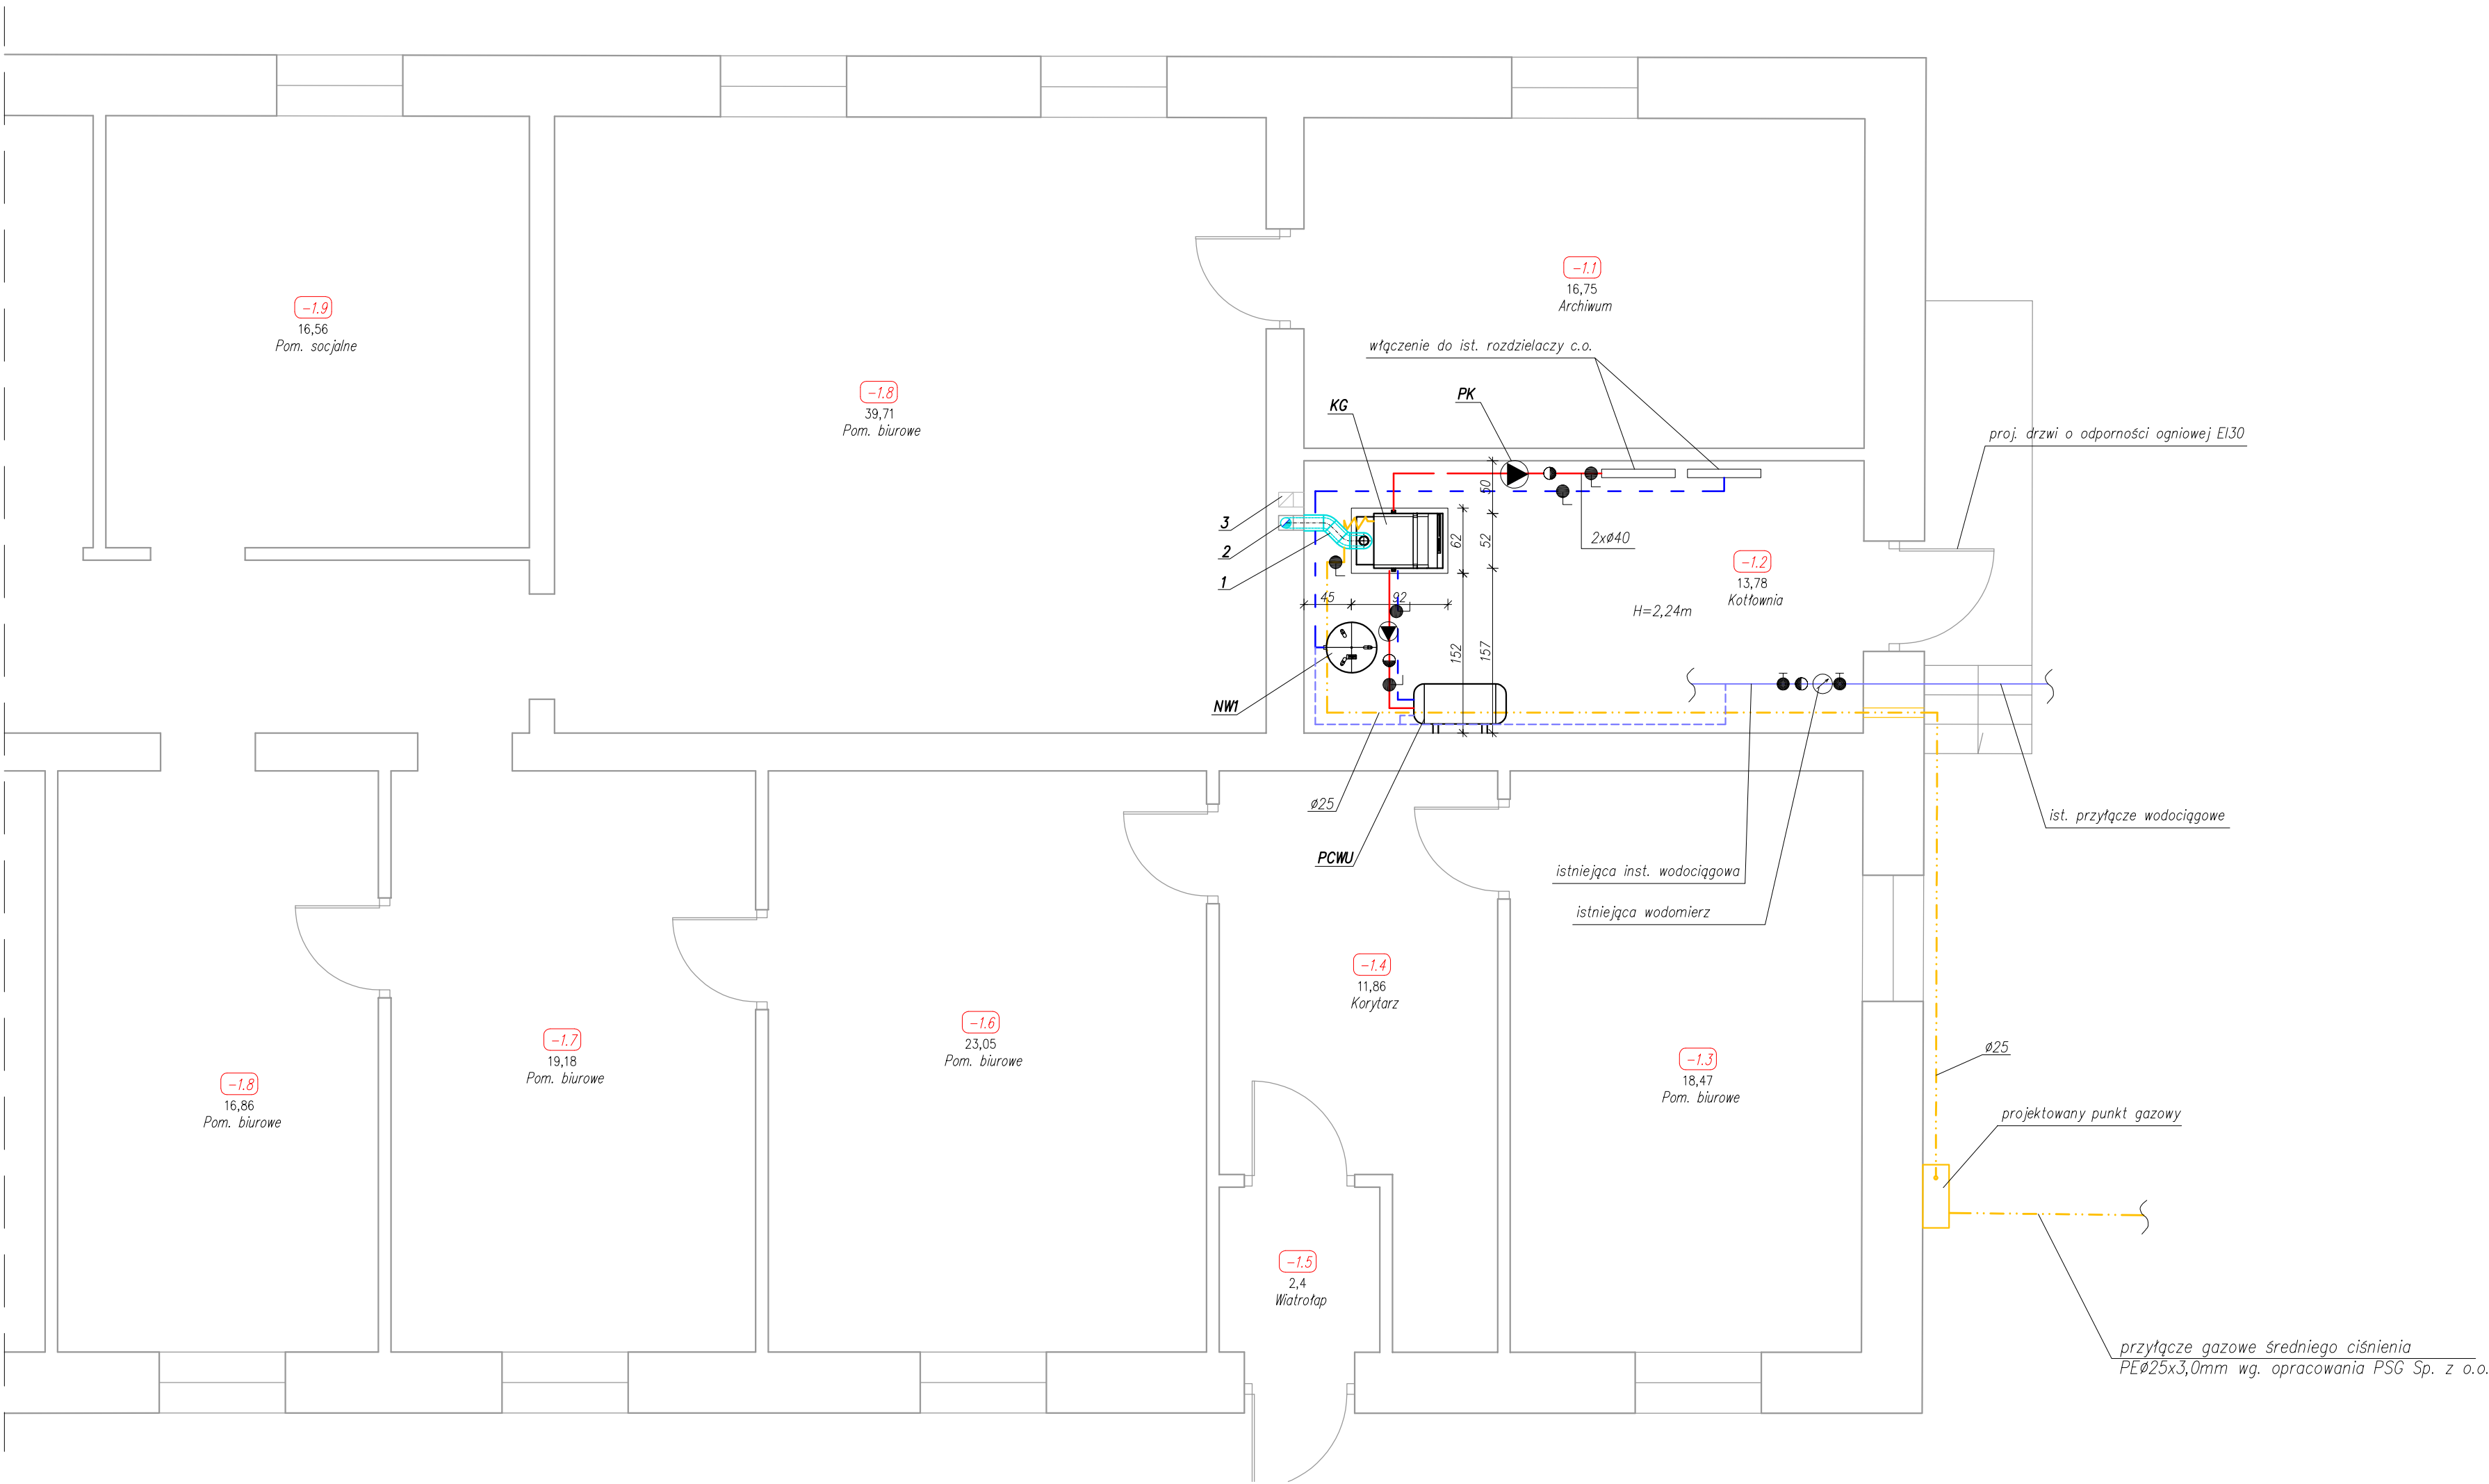 -1.1
16,75
Archiwum
-1.9
16,56
Pom. socjalne
włączenie do ist. rozdzielaczy c.o.
-1.8
39,71
Pom. biurowe
PK
KG
proj. drzwi o odporności ogniowej EI30
50
3
2
1
62
52
2xø40
-1.2
13,78
Kotłownia
H=2,24m
45
92
152
157
NW1
ø25
PCWU
ist. przyłącze wodociągowe
istniejąca inst. wodociągowa
istniejąca wodomierz
-1.4
11,86
Korytarz
-1.6
23,05
Pom. biurowe
-1.7
19,18
Pom. biurowe
-1.3
18,47
Pom. biurowe
ø25
-1.8
16,86
Pom. biurowe
projektowany punkt gazowy
-1.5
2,4
Wiatrołap
przyłącze gazowe średniego ciśnienia
PEø25x3,0mm wg. opracowania PSG Sp. z o.o.